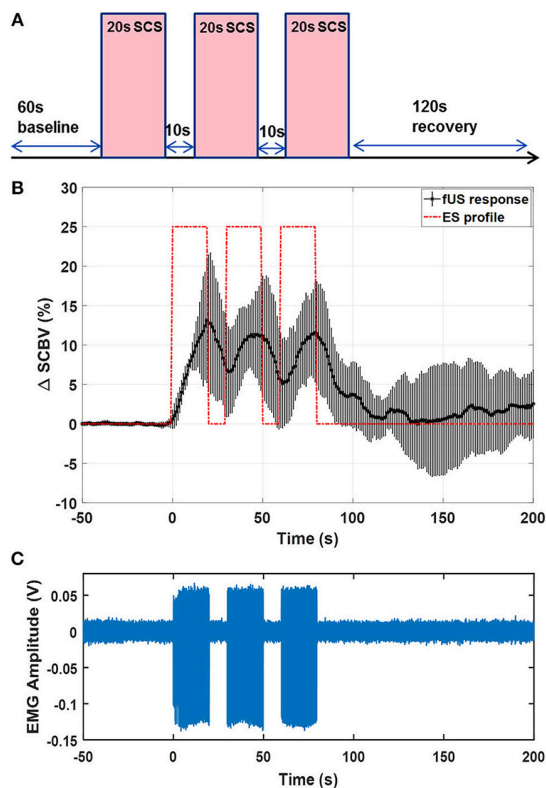 A
20s SCS 20s SCS 20s SCS
60s
baseline
10s
10s
120s
recovery
B
30
25
20
15
10
5
0
-5
-10
Δ SCBV (%)
fUS response
ES profile
-50 0 50 100 150 200
Time (s)
C
0.05
0
-0.05
-0.1
-0.15
EMG Amplitude (V)
-50 0 50 100 150 200
Time (s)